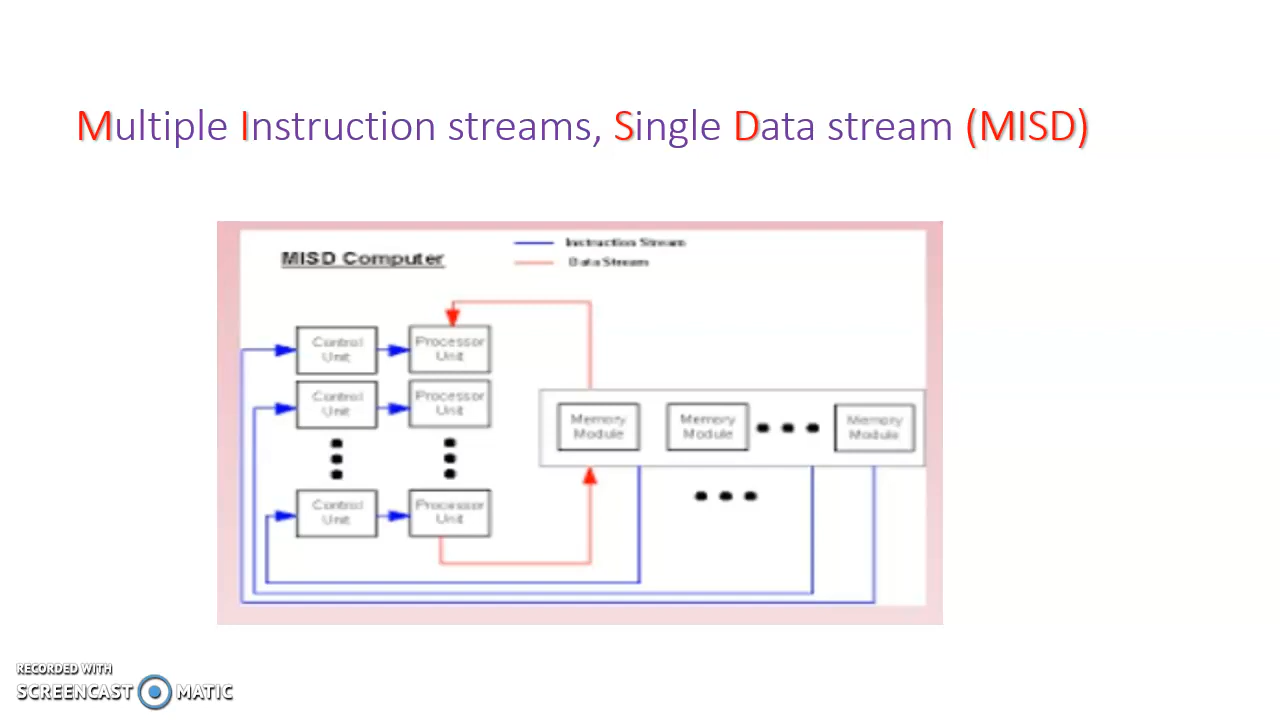 Multiple Instruction streams, Single Data stream (MISD)
MISD Computer
Instruction Stream
Data Stream
Control
Unit
Processor
Unit
Control
Unit
Processor
Unit
Memory
Module
Memory
Module
Memory
Module
Control
Unit
Processor
Unit
RECORDED WITH
SCREENCAST MATIC